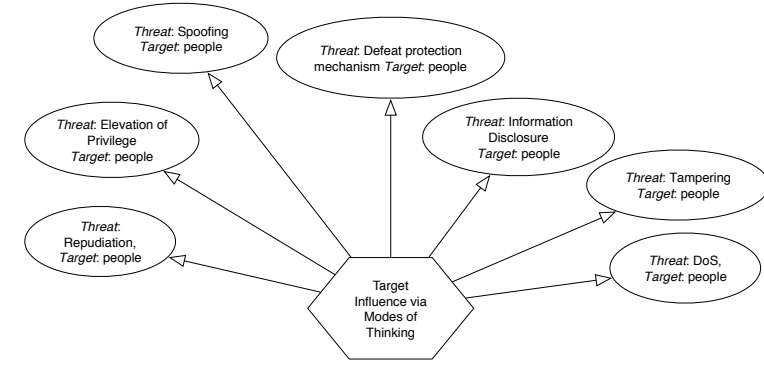 Threat: Spoofing
Target: people
Threat: Defeat protection
mechanism Target: people
Threat: Information
Disclosure
Target: people
Threat: Elevation of
Privilege
Target: people
Threat: Tampering
Target: people
Threat:
Repudiation,
Target: people
Threat: DoS,
Target: people
Target
Influence via
Modes of
Thinking